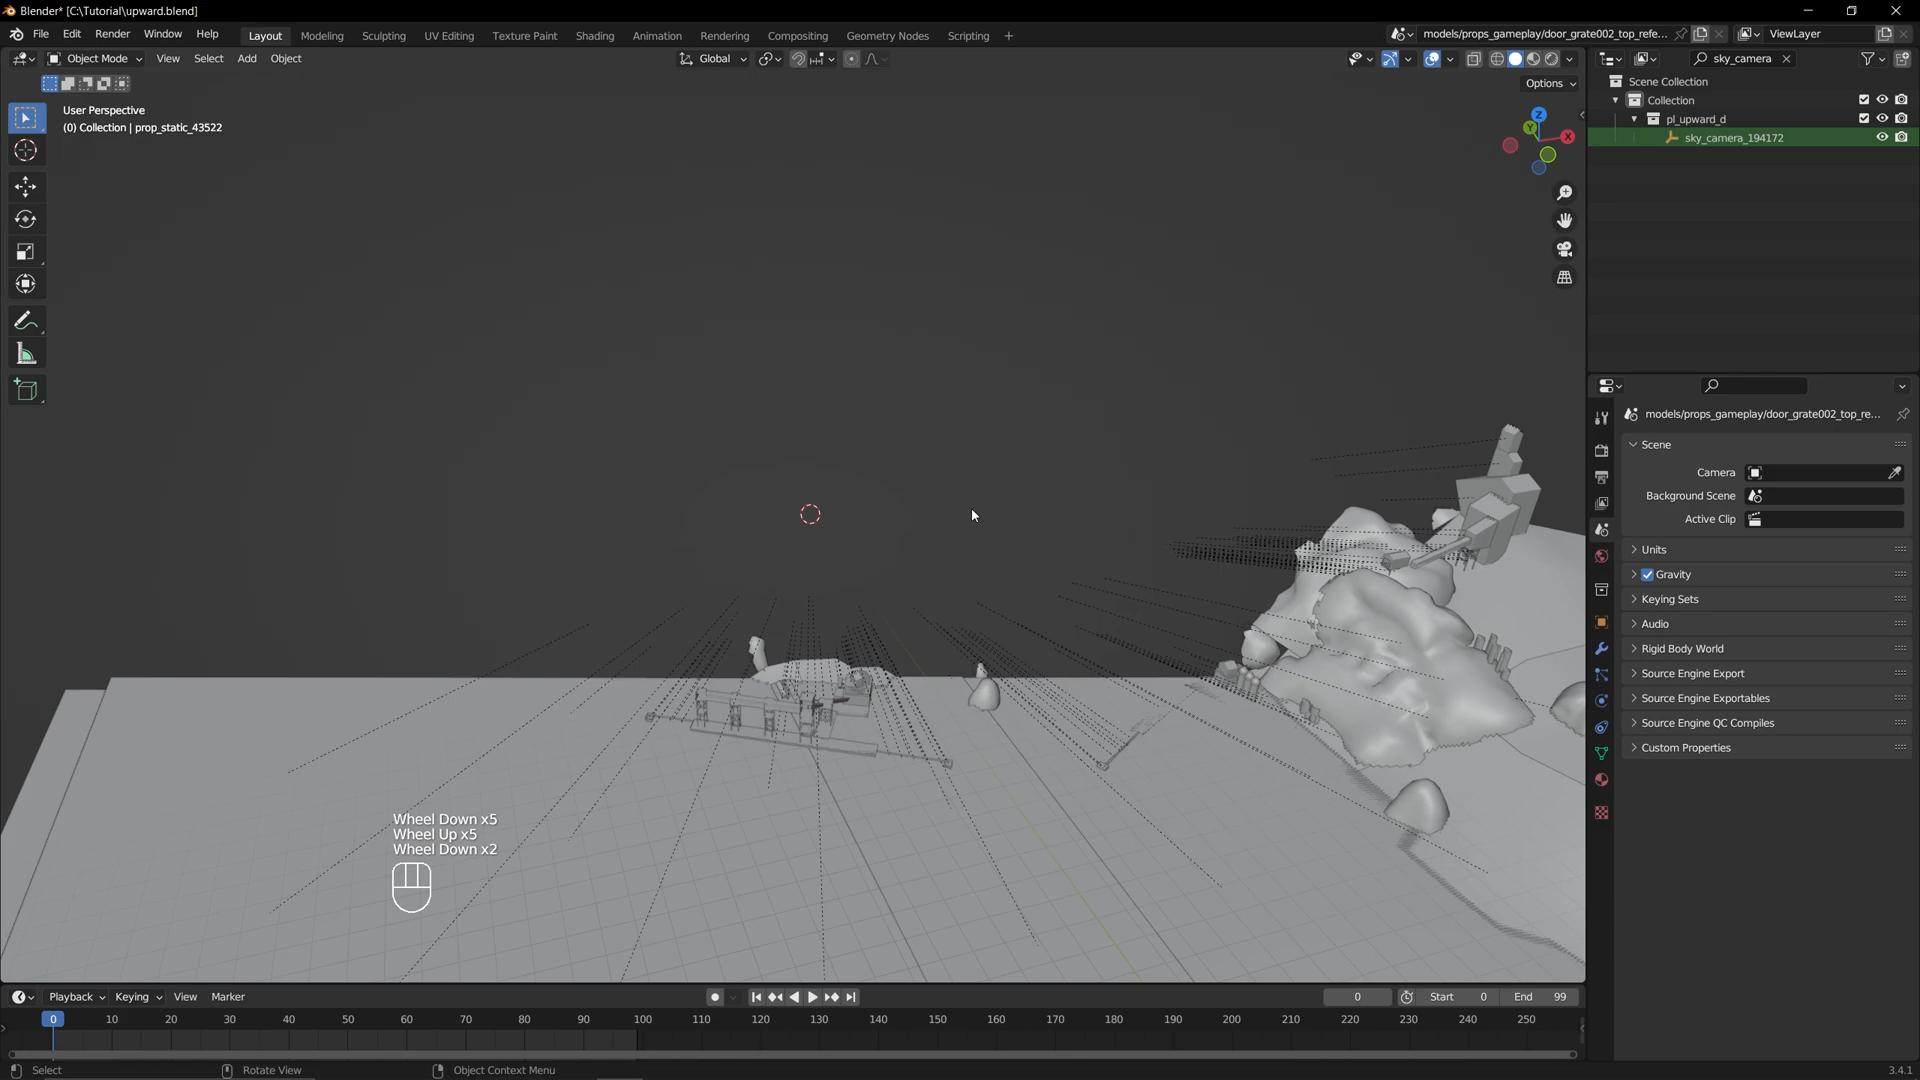 Blender* [C:\Tutorial\upward.blend]
File Edit Render Window Help Layout Modeling Sculpting UV Editing Texture Paint Shading Animation Rendering Compositing Geometry Nodes Scripting + models/props_gameplay/door_grate002_top_refe... ViewLayer
Object Mode View Select Add Object Global sky_camera
Options
User Perspective
(0) Collection | prop_static_43522
Z
Y
X
Scene Collection
Collection
pl_upward_d
sky_camera_194172
models/props_gameplay/door_grate002_top_re...
Scene
Camera
Background Scene
Active Clip
Units
Gravity
Keying Sets
Audio
Rigid Body World
Source Engine Export
Source Engine Exportables
Source Engine QC Compiles
Custom Properties
Wheel Down x5
Wheel Up x5
Wheel Down x2
Playback Keying View Marker 0 Start 0 End 99
0 10 20 30 40 50 60 70 80 90 100 110 120 130 140 150 160 170 180 190 200 210 220 230 240 250
Select Rotate View Object Context Menu 3.4.1